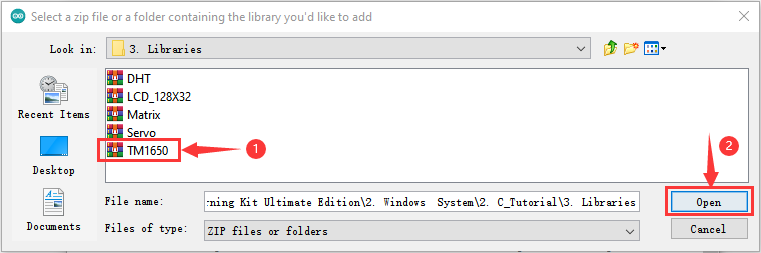 Select a zip file or a folder containing the library you'd like to add
Look in:
3. Libraries
Recent Items
Desktop
Documents
DHT
LCD_128X32
Matrix
Servo
TM1650
1
2
File name:
rning Kit Ultimate Edition\2. Windows  System\2. C_Tutorial\3. Libraries
Open
Files of type:
ZIP files or folders
Cancel